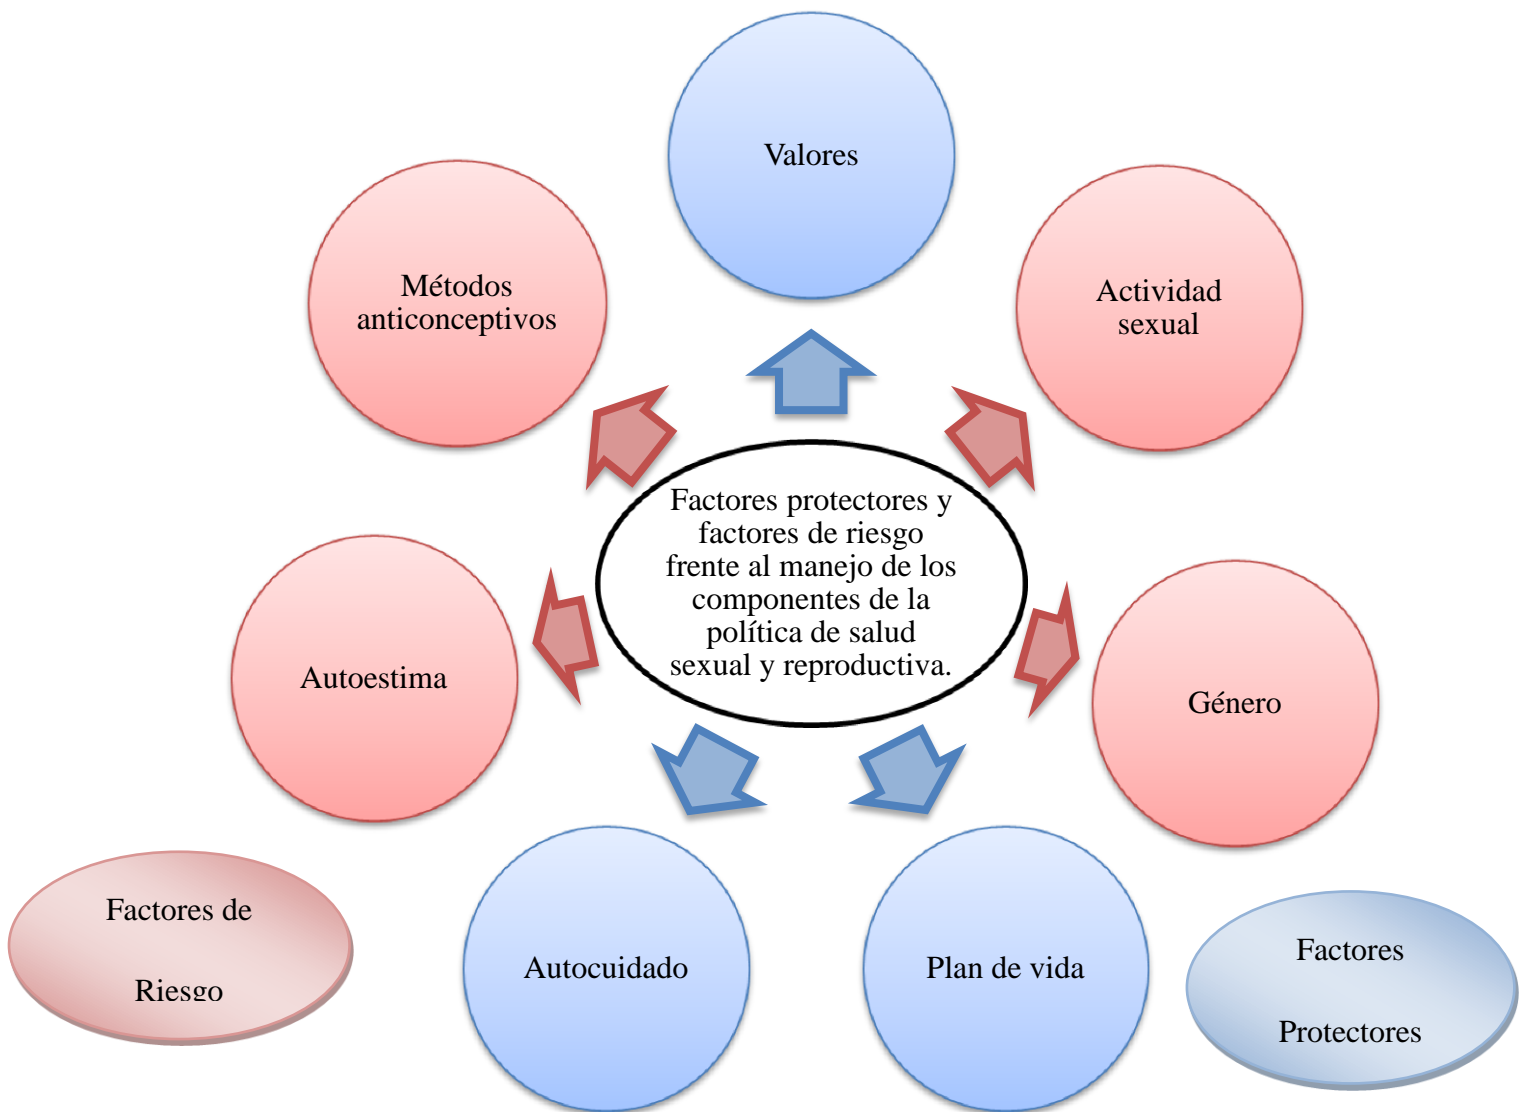 Valores
Métodos
anticonceptivos
Actividad
sexual
Factores protectores y
factores de riesgo
frente al manejo de los
componentes de la
política de salud
sexual y reproductiva.
Autoestima
Género
Factores de
Riesgo
Autocuidado
Plan de vida
Factores
Protectores